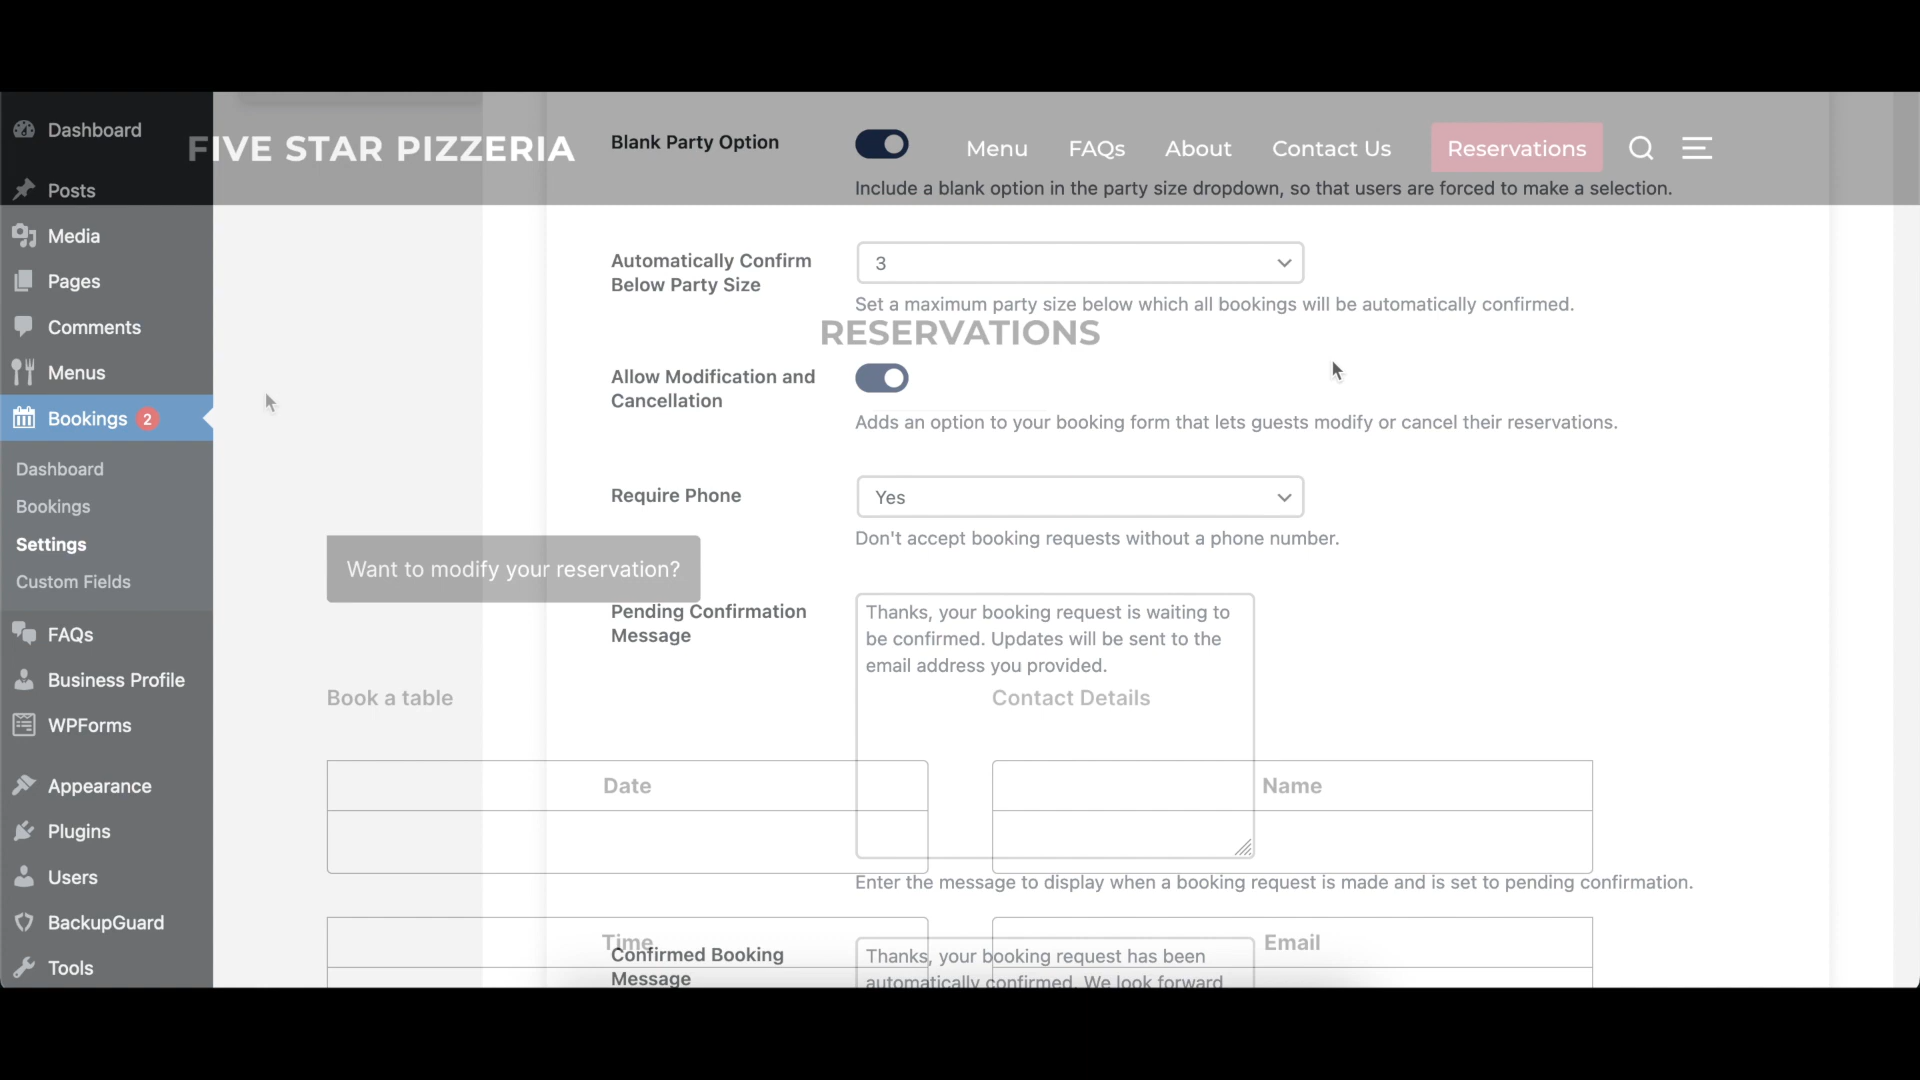 Dashboard
Posts
Media
Pages
Comments
Menus
Bookings 2
Dashboard
Bookings
Settings
Custom Fields
FAQs
Business Profile
WPForms
Appearance
Plugins
Users
BackupGuard
Tools
FIVE STAR PIZZERIA
Menu FAQs About Contact Us Reservations
Blank Party Option
Include a blank option in the party size dropdown, so that users are forced to make a selection.
Automatically Confirm
Below Party Size
3
Set a maximum party size below which all bookings will be automatically confirmed.
RESERVATIONS
Allow Modification and
Cancellation
Adds an option to your booking form that lets guests modify or cancel their reservations.
Require Phone
Yes
Don't accept booking requests without a phone number.
Want to modify your reservation?
Pending Confirmation
Message
Thanks, your booking request is waiting to
be confirmed. Updates will be sent to the
email address you provided.
Book a table
Contact Details
Date
Name
Enter the message to display when a booking request is made and is set to pending confirmation.
Time
Email
Confirmed Booking
Message
Thanks, your booking request has been
automatically confirmed. We look forward